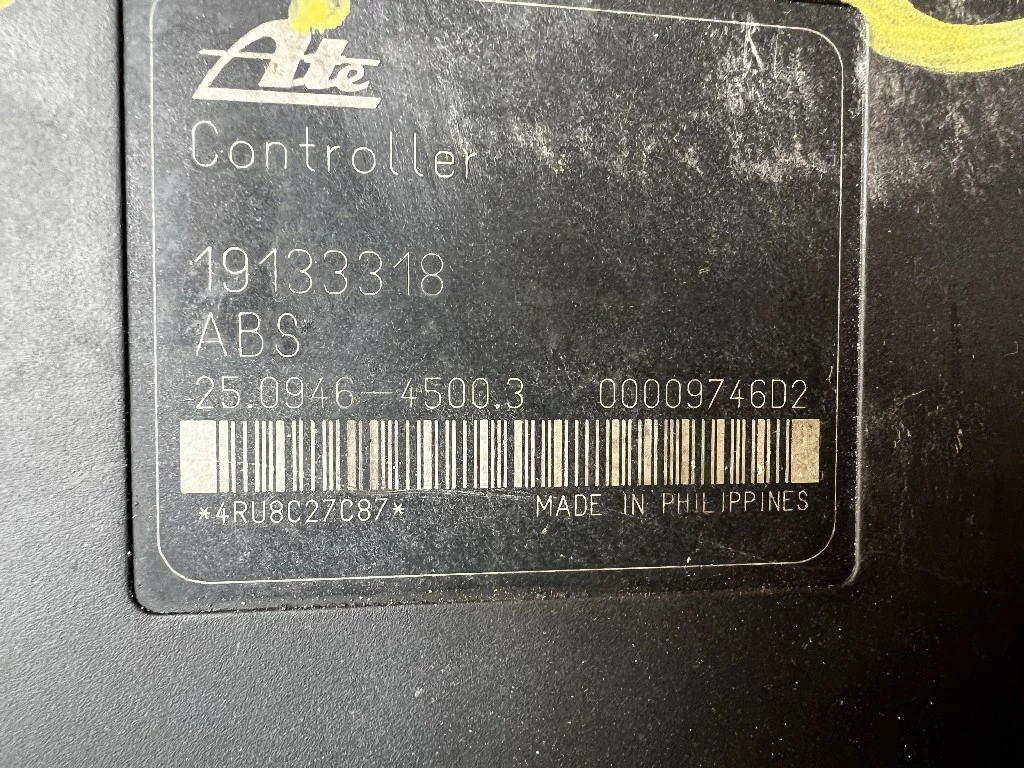 Ate
Controller
19133318
ABS
25.0946-4500.3 00009746D2
*4RU8C27C87*
MADE IN PHILIPPINES